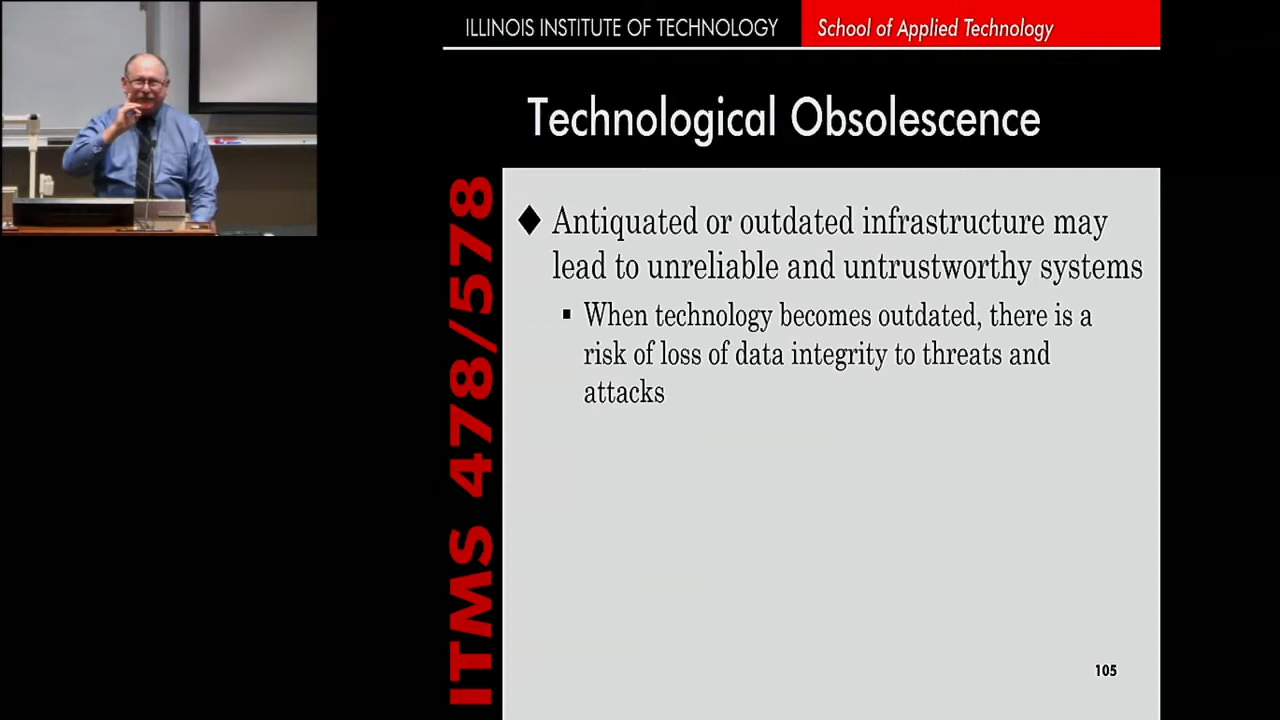 ILLINOIS INSTITUTE OF TECHNOLOGY
School of Applied Technology
Technological Obsolescence
ITMS 478/578
♦ Antiquated or outdated infrastructure may
lead to unreliable and untrustworthy systems
▪ When technology becomes outdated, there is a
risk of loss of data integrity to threats and
attacks
105